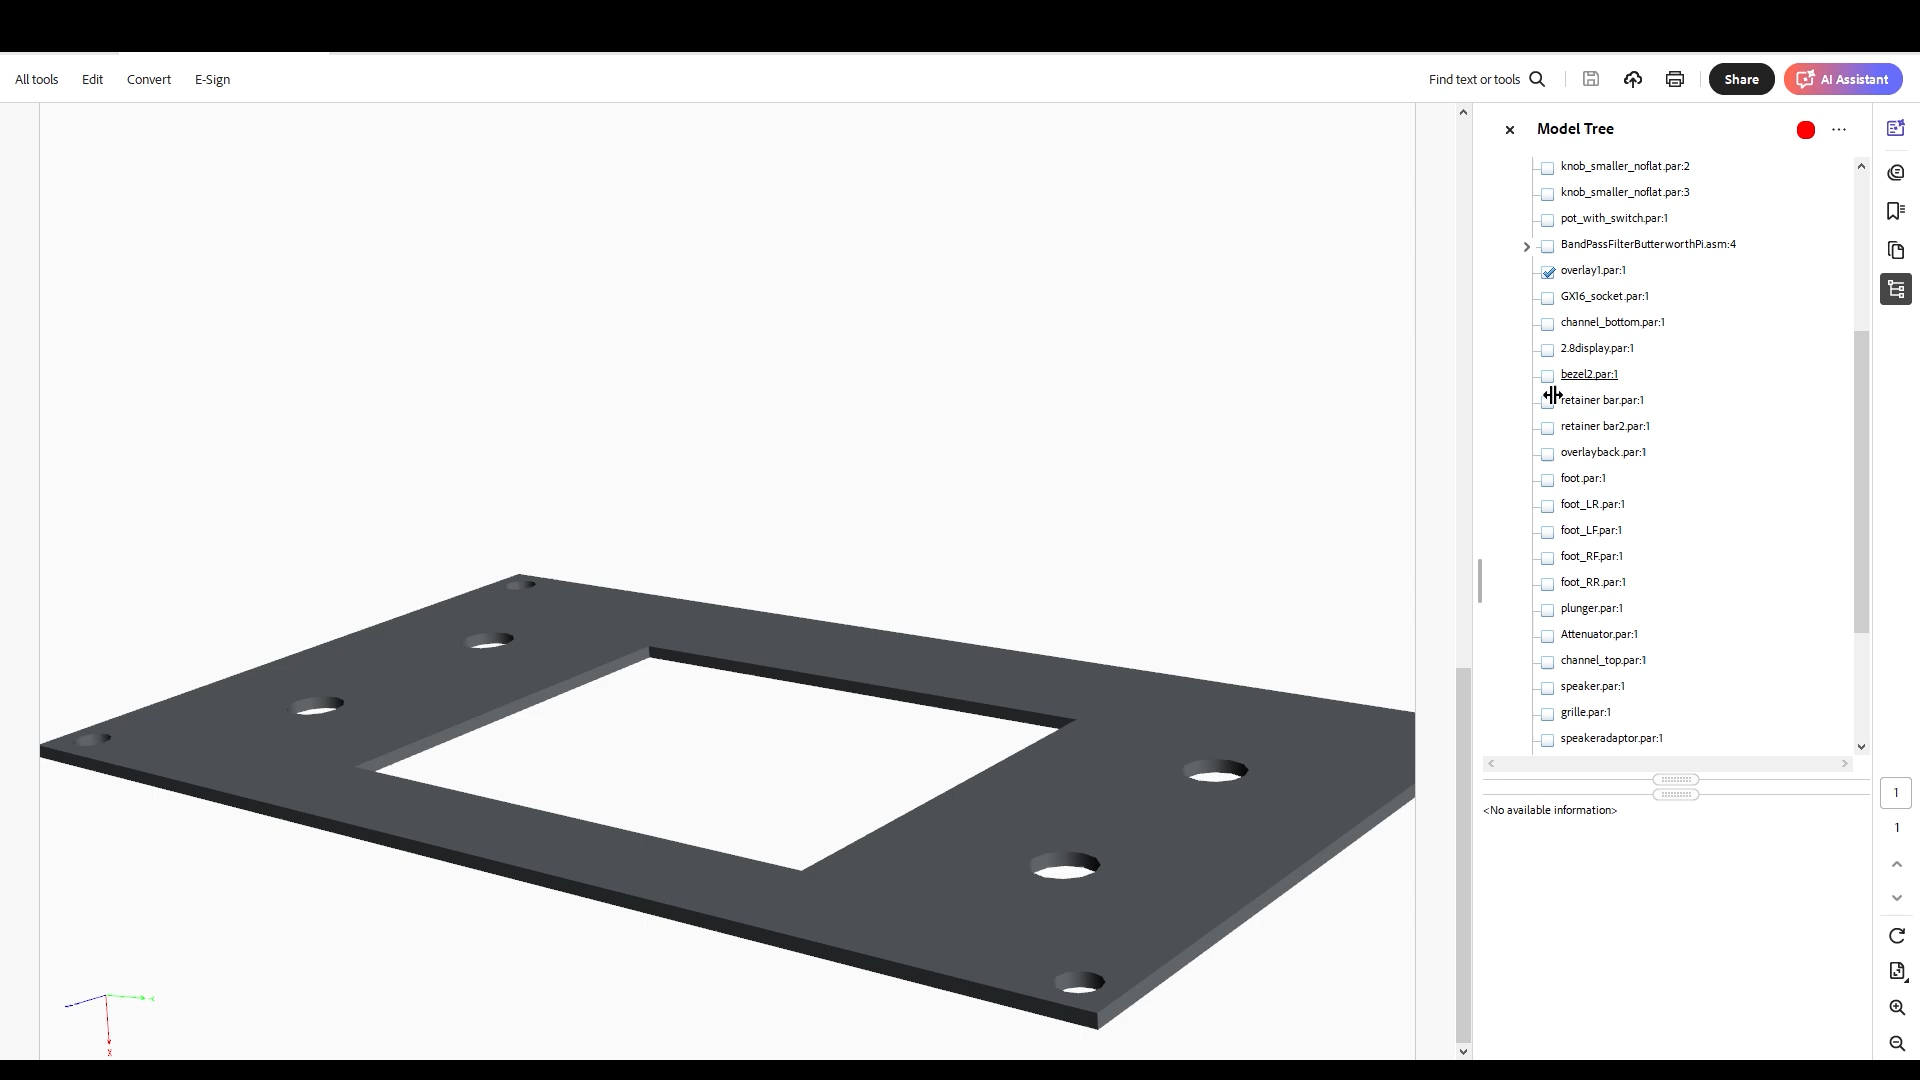 All tools Edit Convert E-Sign Find text or tools Share AI Assistant
Model Tree
knob_smaller_noflat.par:2
knob_smaller_noflat.par:3
pot_with_switch.par:1
BandPassFilterButterworthPi.asm:4
overlay1.par:1
GX16_socket.par:1
channel_bottom.par:1
2.8display.par:1
bezel2.par:1
retainer bar.par:1
retainer bar2.par:1
overlayback.par:1
foot.par:1
foot_LR.par:1
foot_LF.par:1
foot_RF.par:1
foot_RR.par:1
plunger.par:1
Attenuator.par:1
channel_top.par:1
speaker.par:1
grille.par:1
speakeradaptor.par:1
<No available information>
1
1
X